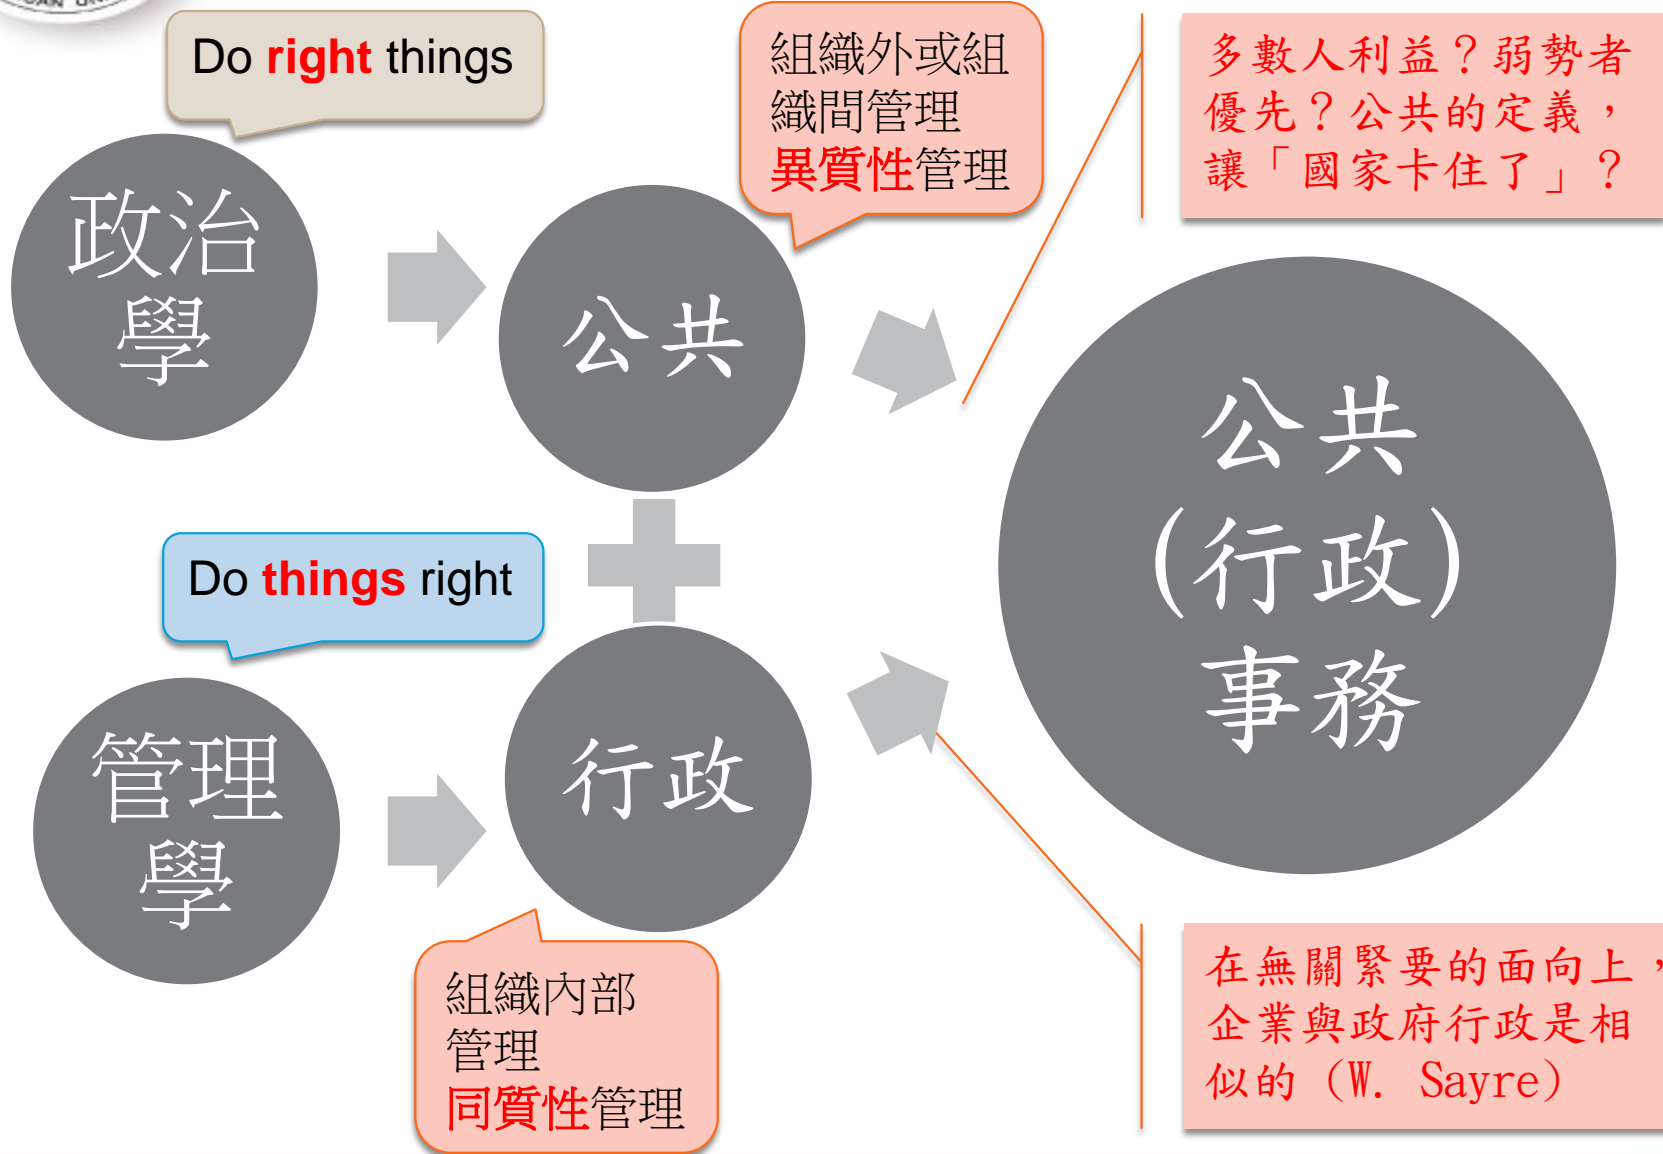 Do right things
組織外或組
織間管理
異質性管理
多數人利益？弱勢者
優先？公共的定義，
讓「國家卡住了」？
政治
學
公共
公共
(行政)
事務
Do things right
管理
學
行政
組織內部
管理
同質性管理
在無關緊要的面向上，
企業與政府行政是相
似的（W. Sayre）